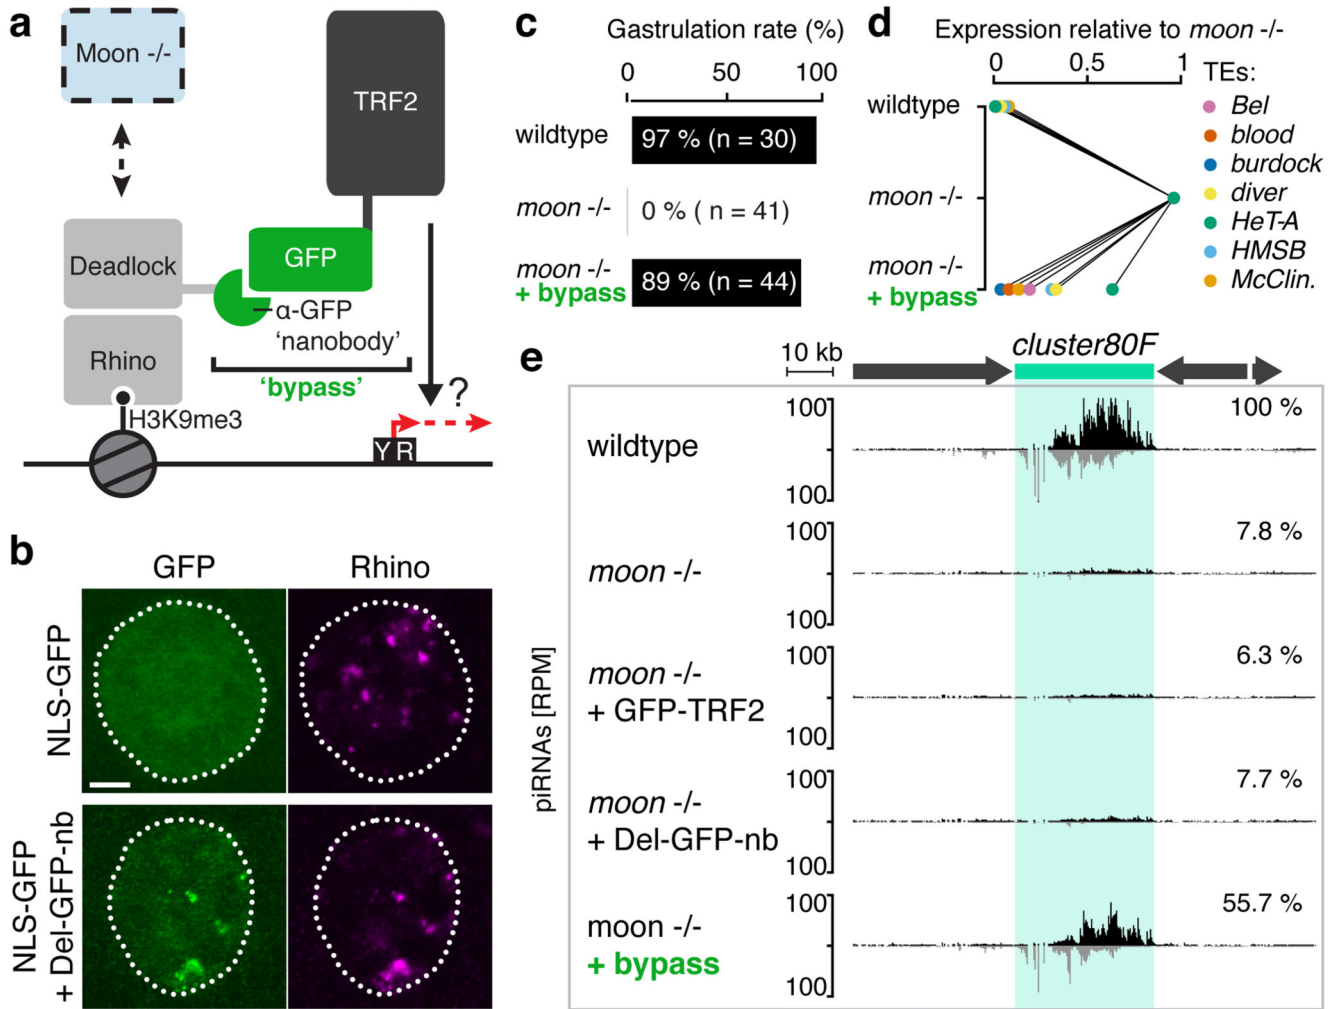 a
Moon -/-
TRF2
Deadlock
GFP
α-GFP
'nanobody'
Rhino
'bypass'
?
H3K9me3
Y R
b
GFP
Rhino
NLS-GFP
NLS-GFP
+ Del-GFP-nb
c
Gastrulation rate (%)
0
50
100
wildtype
97 % (n = 30)
moon -/-
0 % ( n = 41)
moon -/-
+ bypass
89 % (n = 44)
d
Expression relative to moon -/-
0
0.5
1
TEs:
wildtype
moon -/-
moon -/-
+ bypass
Bel
blood
burdock
diver
HeT-A
HMSB
McClin.
e
10 kb
cluster80F
piRNAs [RPM]
wildtype
100
100
100 %
moon -/-
100
100
7.8 %
moon -/-
+ GFP-TRF2
100
100
6.3 %
moon -/-
+ Del-GFP-nb
100
100
7.7 %
moon -/-
+ bypass
100
100
55.7 %